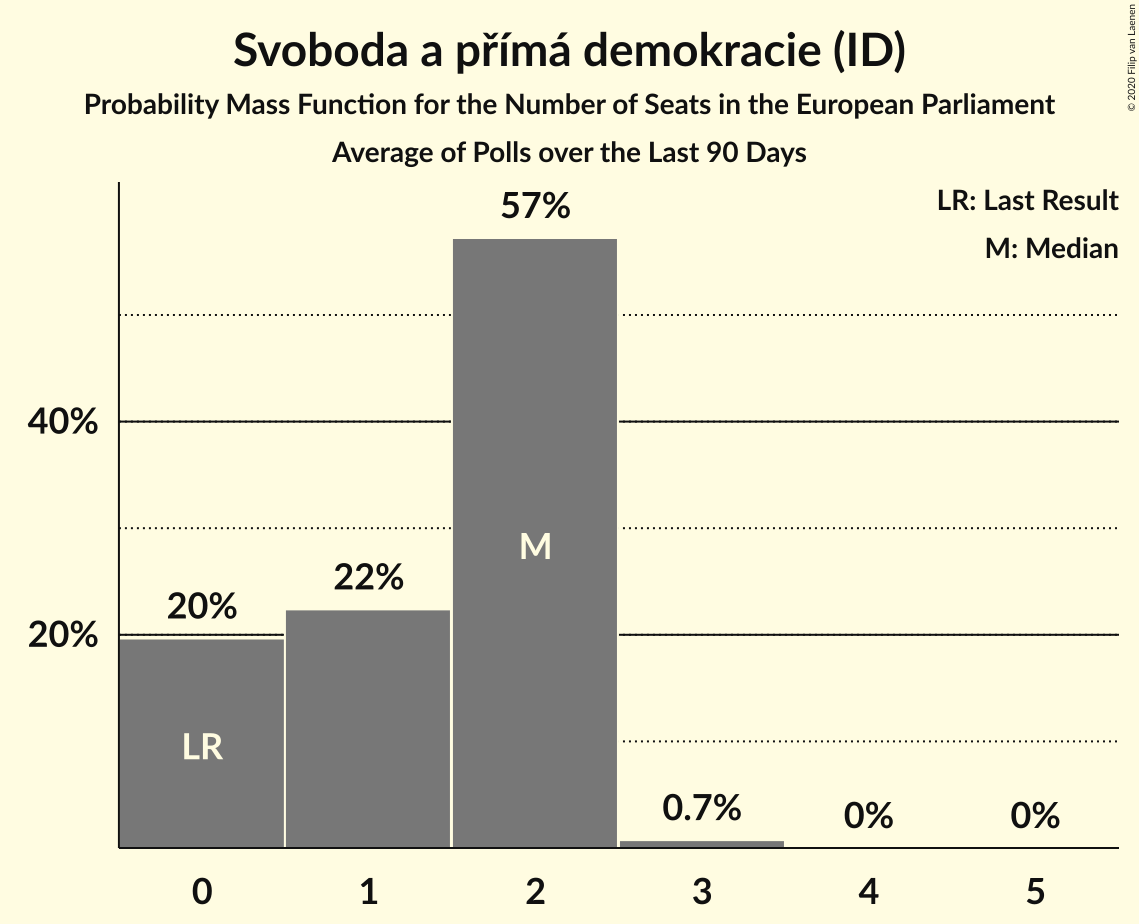 Svoboda a přímá demokracie (ID)
Probability Mass Function for the Number of Seats in the European Parliament
Average of Polls over the Last 90 Days
© 2020 Filip van Laenen
LR: Last Result
M: Median
57%
40%
M
22%
20%
20%
LR
0.7%
0%
0%
0
1
2
3
4
5